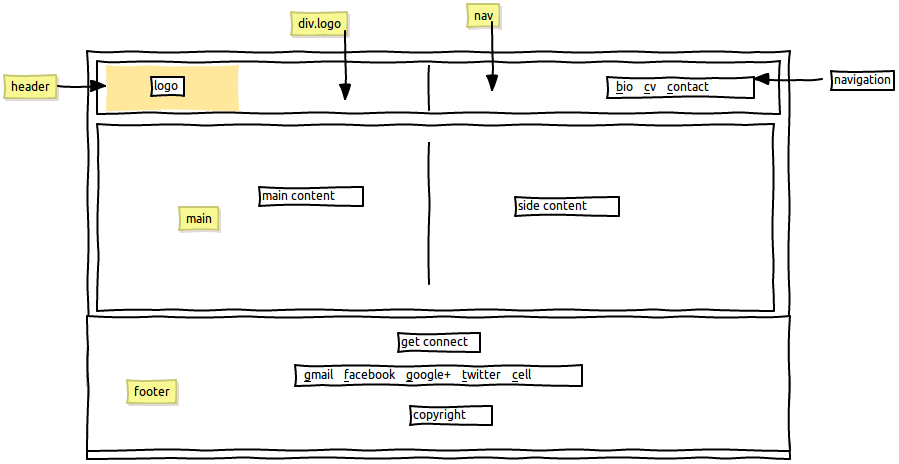 nav
div.logo
header
logo
bio cv contact
navigation
main content
side content
main
get connect
gmail facebook google+ twitter cell
footer
copyright